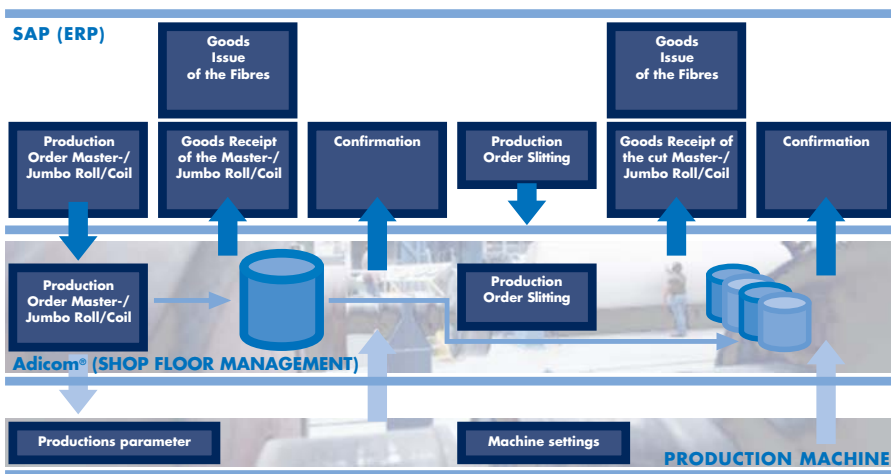 SAP (ERP)
Goods
Issue
of the Fibres
Goods
Issue
of the Fibres
Production
Order Master-/
Jumbo Roll/Coil
Goods Receipt
of the Master-/
Jumbo Roll/Coil
Confirmation
Production
Order Slitting
Goods Receipt of
the cut Master-/
Jumbo Roll/Coil
Confirmation
Production
Order Master-/
Jumbo Roll/Coil
Production
Order Slitting
Adicom® (SHOP FLOOR MANAGEMENT)
Productions parameter
Machine settings
PRODUCTION MACHINE